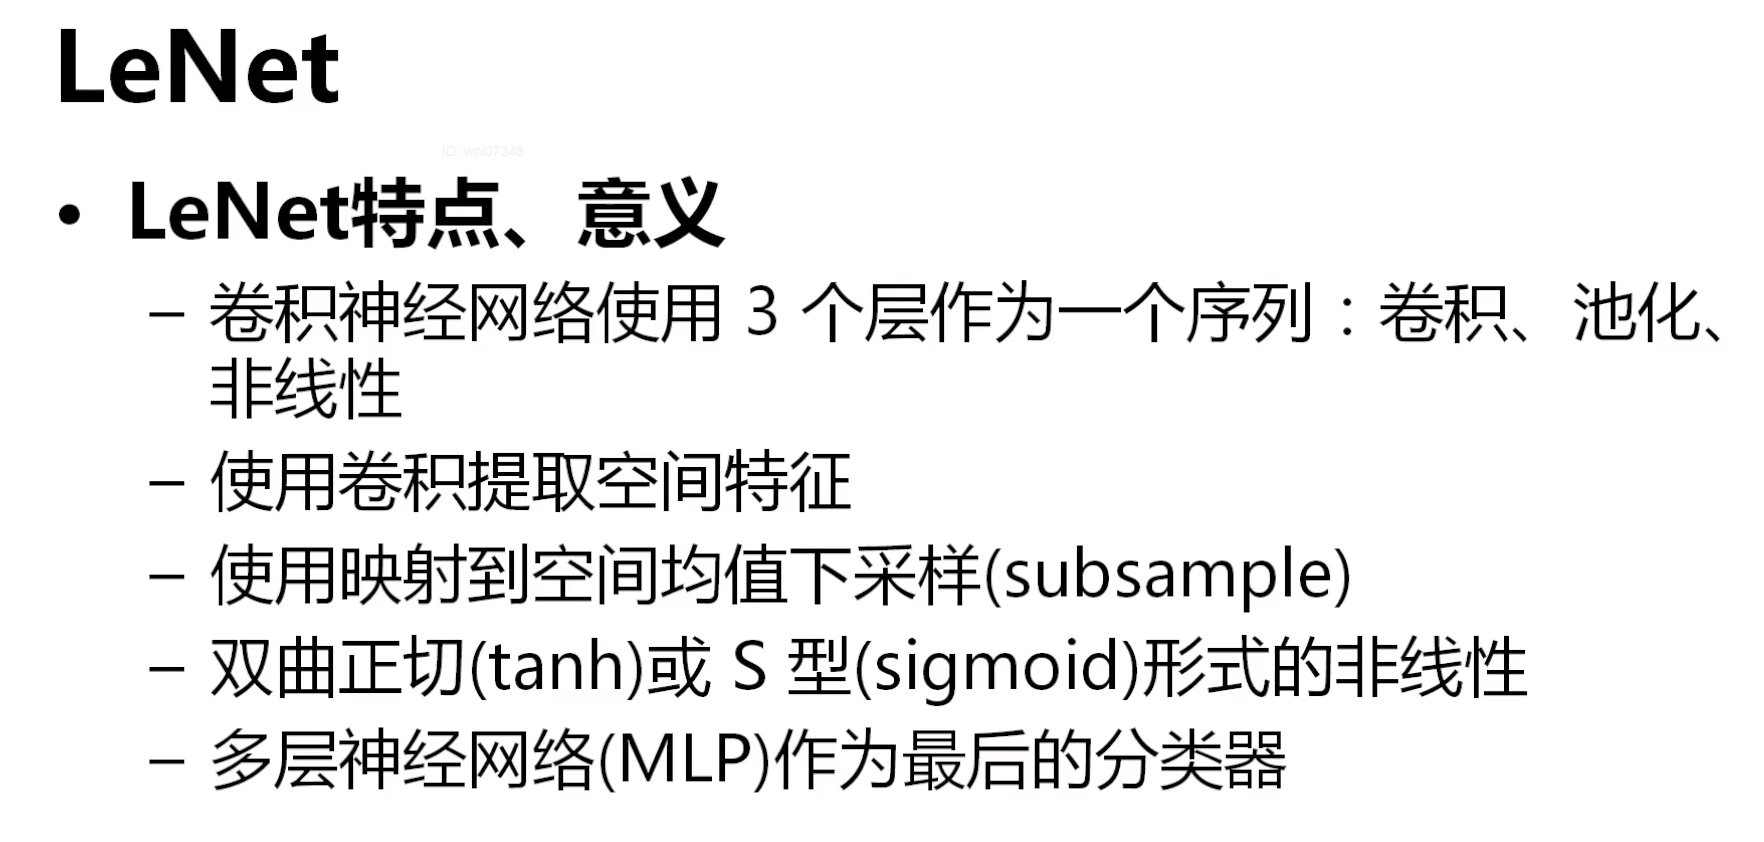 LeNet
ID: wnl07348
• LeNet特点、意义
– 卷积神经网络使用 3 个层作为一个序列：卷积、池化、
非线性
– 使用卷积提取空间特征
– 使用映射到空间均值下采样(subsample)
– 双曲正切(tanh)或 S 型(sigmoid)形式的非线性
– 多层神经网络(MLP)作为最后的分类器